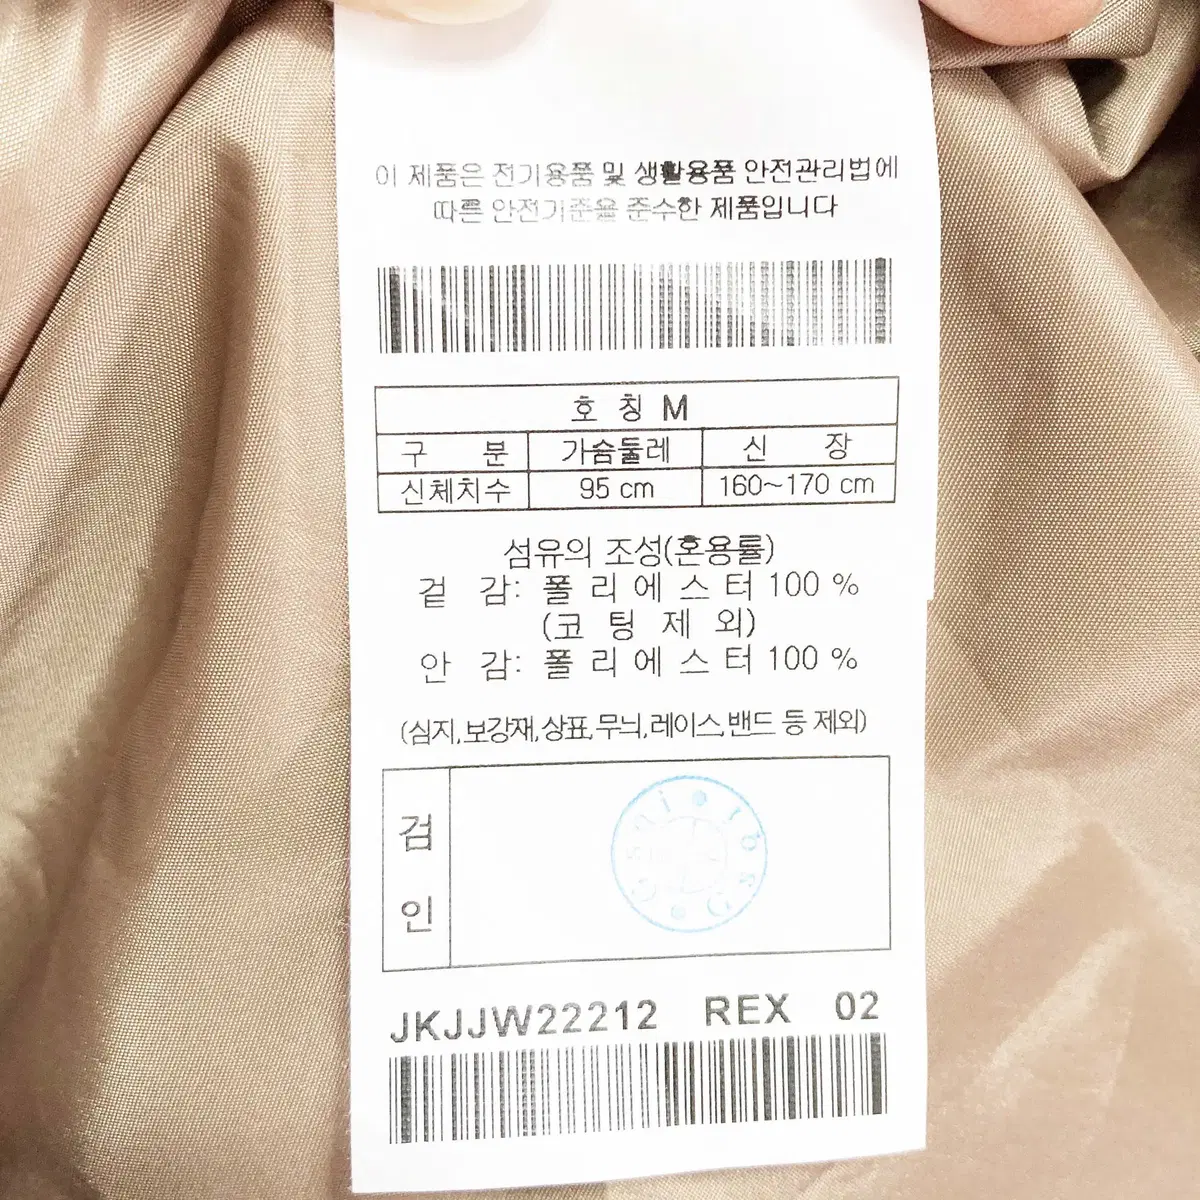 이 제품은 전기용품 및 생활용품 안전관리법에
따른 안전기준을 준수한 제품입니다
호 칭 M
구 분 가슴둘레 신 장
신체치수 95 cm 160~170 cm
섬유의 조성(혼용률)
겉 감: 폴 리 에 스 터 100 %
(코 팅 제 외)
안 감: 폴 리 에 스 터 100 %
(심지,보강재,상표,무늬,레이스,밴드 등 제외)
검
인
JKJJW22212 REX 02